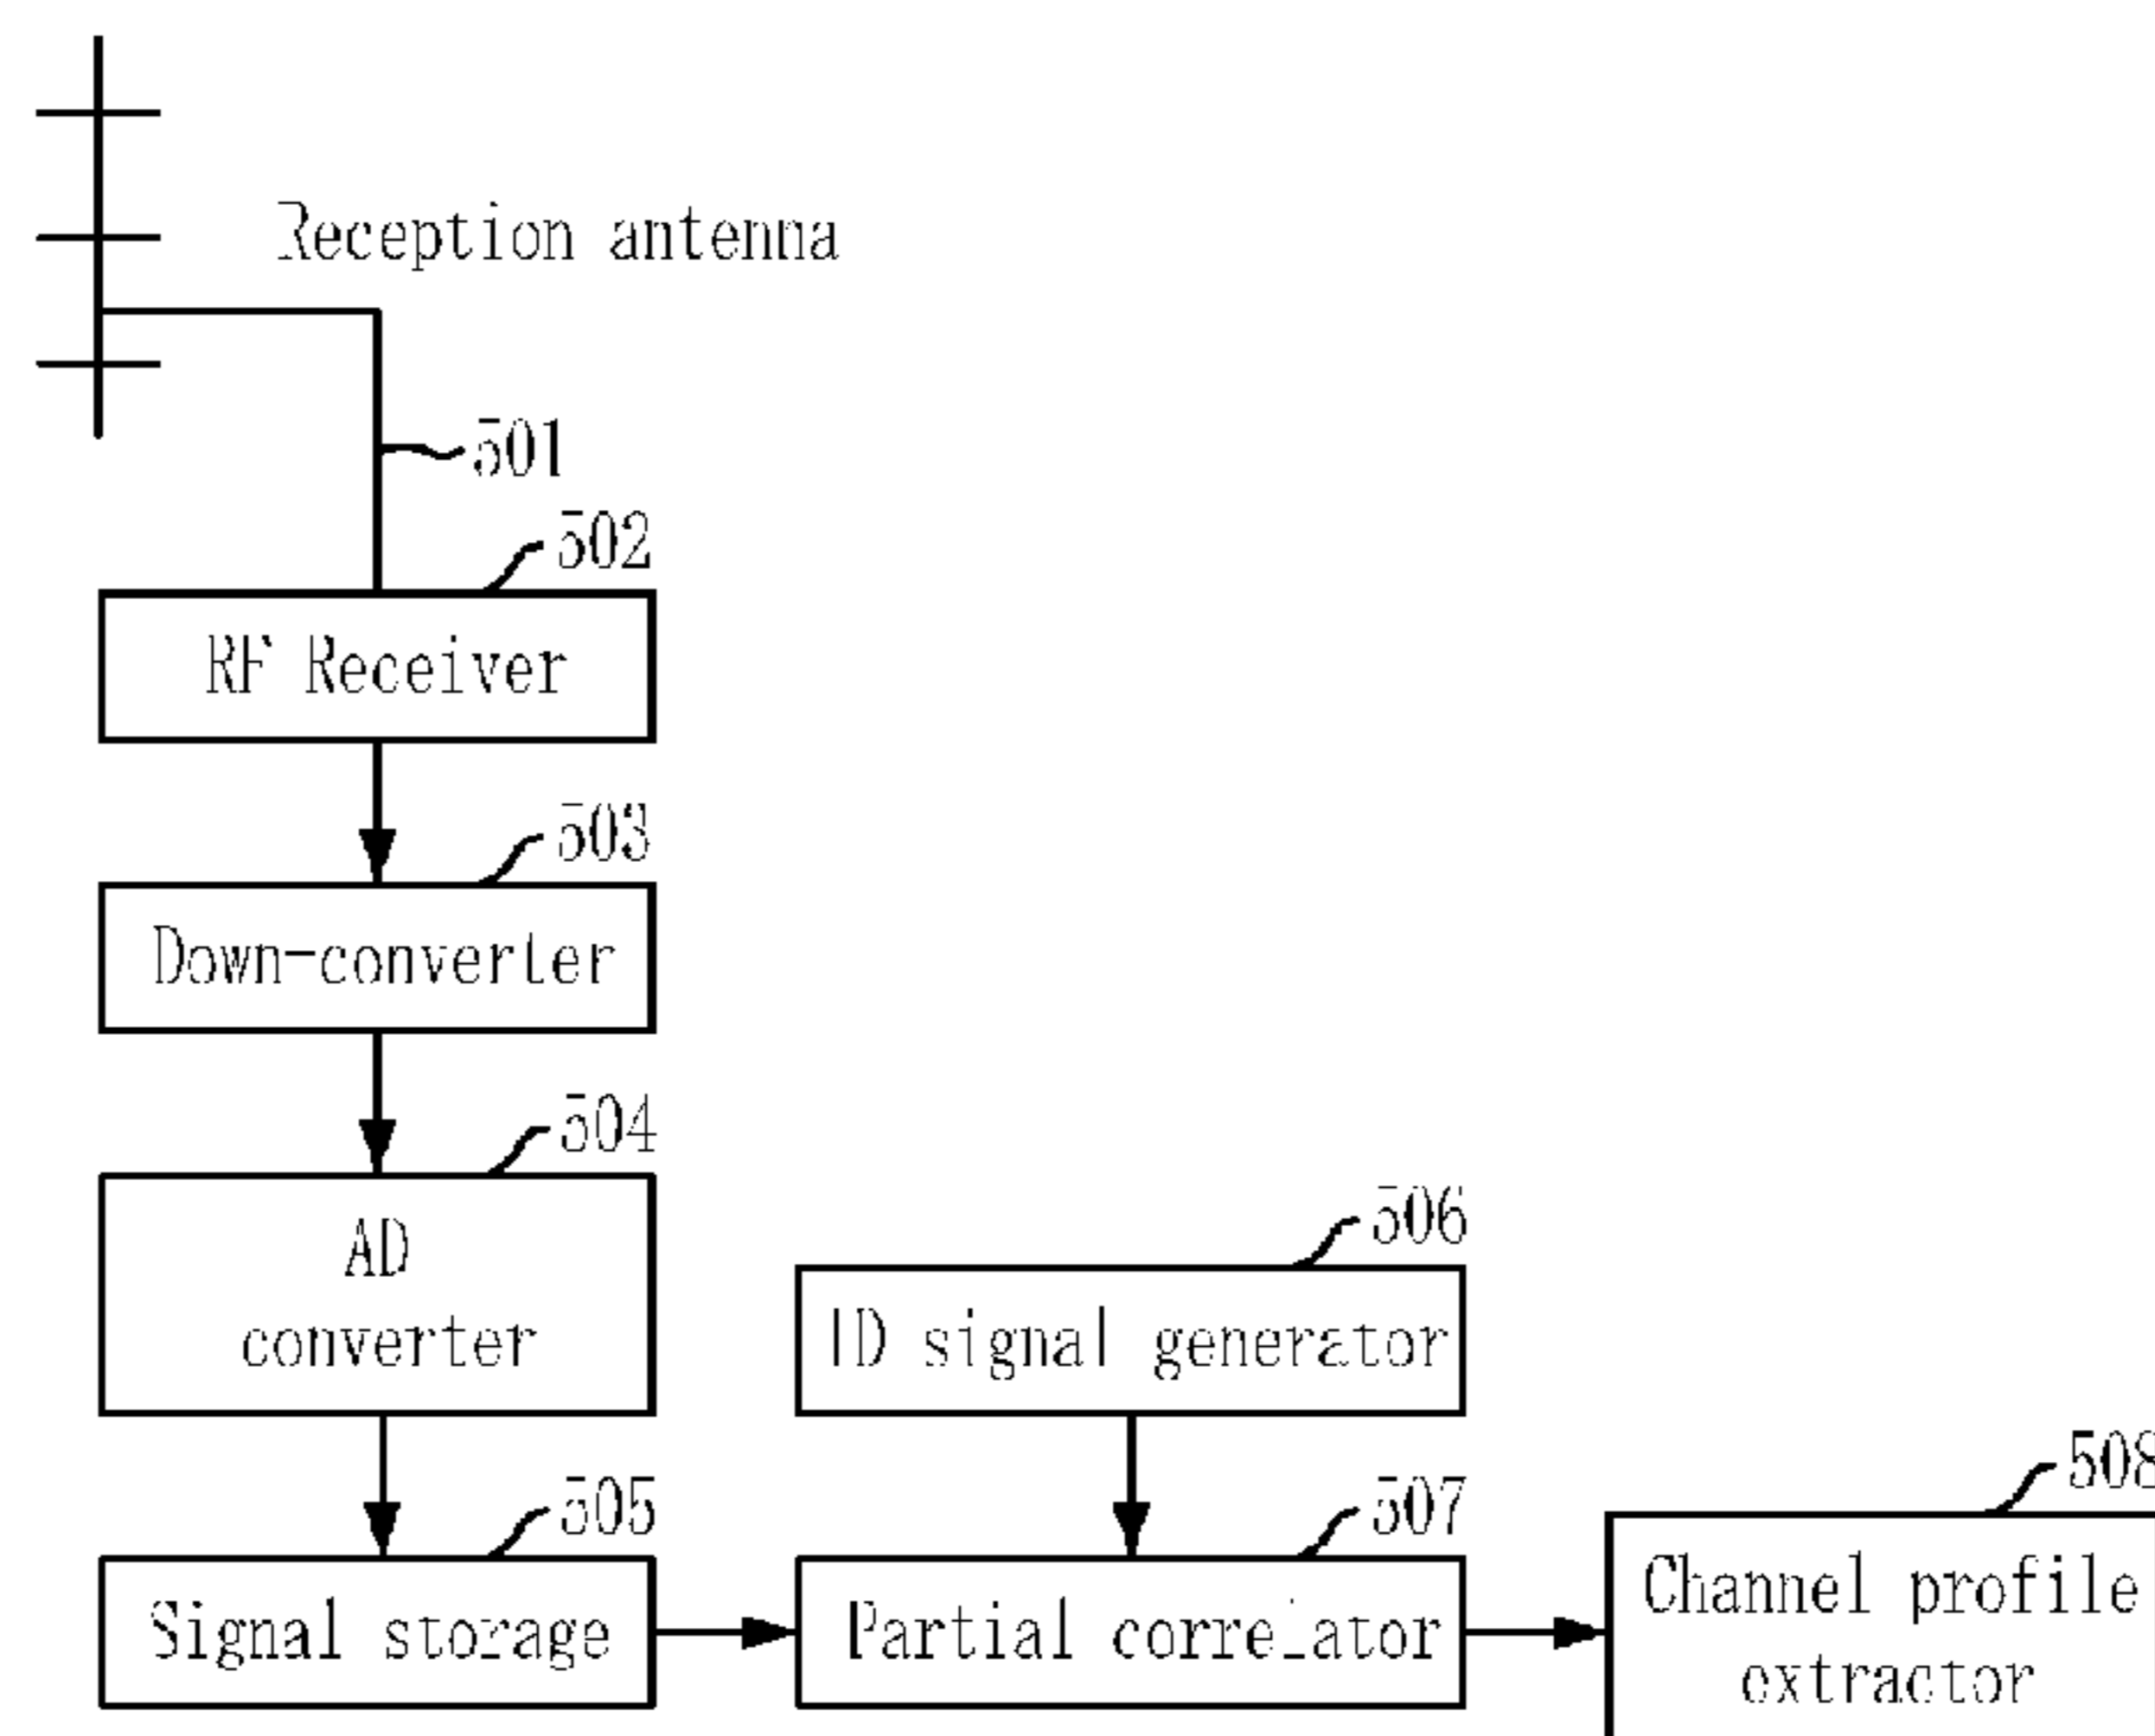 Reception antenna
501
502
RF Receiver
503
Down-converter
504
AD
converter
505
Signal storage
506
ID signal generator
507
Partial correlator
508
Channel profile
extractor